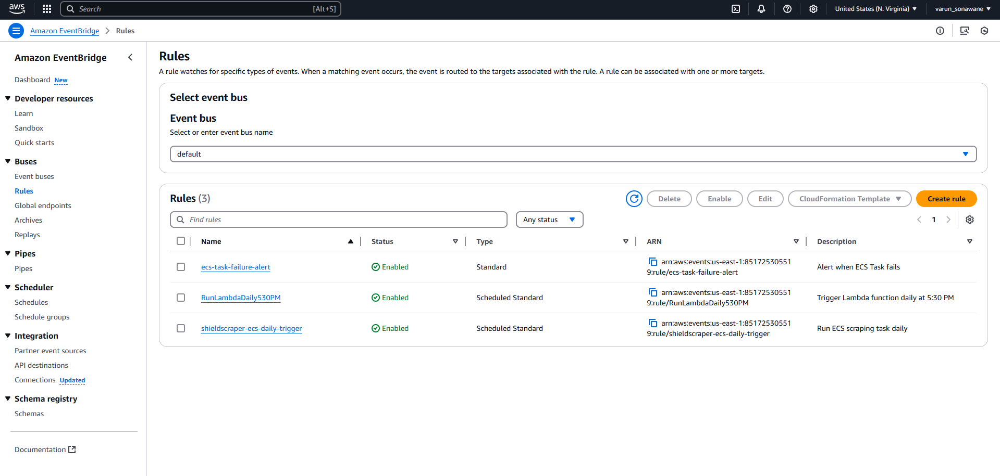 aws
Search [Alt+S]
United States (N. Virginia)
varun_sonawane
Amazon EventBridge
Rules
Amazon EventBridge
Dashboard New
Developer resources
Learn
Sandbox
Quick starts
Buses
Event buses
Rules
Global endpoints
Archives
Replays
Pipes
Pipes
Scheduler
Schedules
Schedule groups
Integration
Partner event sources
API destinations
Connections Updated
Schema registry
Schemas
Documentation
Rules
A rule watches for specific types of events. When a matching event occurs, the event is routed to the targets associated with the rule. A rule can be associated with one or more targets.
Select event bus
Event bus
Select or enter event bus name
default
Rules (3)
Delete
Enable
Edit
CloudFormation Template
Create rule
Find rules
Any status
1
Name Status Type ARN Description
ecs-task-failure-alert Enabled Standard arn:aws:events:us-east-1:85172530551
9:rule/ecs-task-failure-alert
Alert when ECS Task fails
RunLambdaDaily530PM Enabled Scheduled Standard arn:aws:events:us-east-1:85172530551
9:rule/RunLambdaDaily530PM
Trigger Lambda function daily at 5:30 PM
shieldscraper-ecs-daily-trigger Enabled Scheduled Standard arn:aws:events:us-east-1:85172530551
9:rule/shieldscraper-ecs-daily-trigger
Run ECS scraping task daily